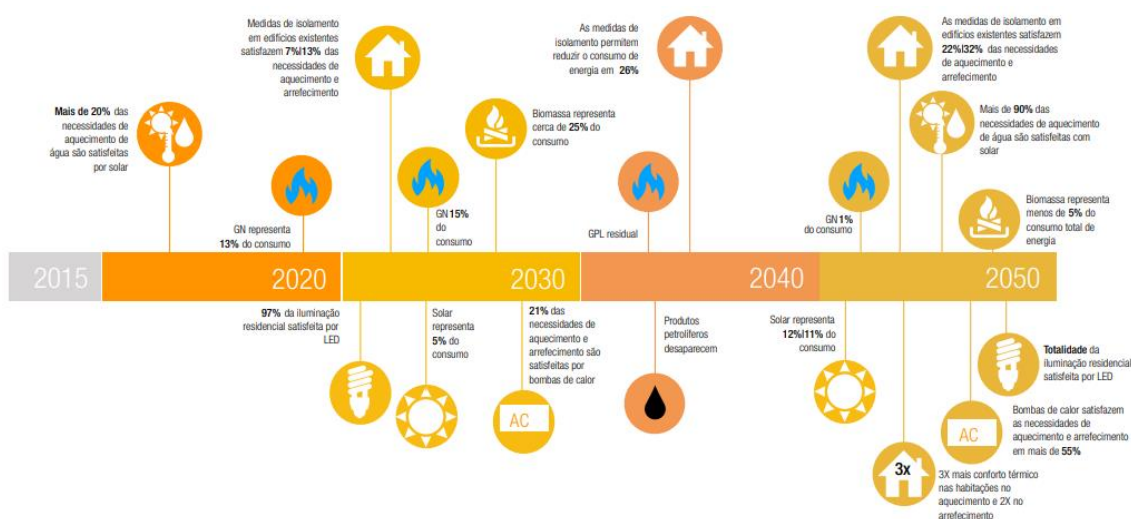 Mais de 20% das
necessidades de
aquecimento de
água são satisfeitas
por solar
GN representa
13% do consumo
Medidas de isolamento
em edifícios existentes
satisfazem 7%|13% das
necessidades de
aquecimento e
arrefecimento
GN 15%
do
consumo
Biomassa representa
cerca de 25% do
consumo
As medidas de
isolamento permitem
reduzir o consumo de
energia em 26%
GPL residual
GN 1%
do consumo
As medidas de isolamento em
edifícios existentes satisfazem
22%|32% das necessidades
de aquecimento e
arrefecimento
Mais de 90% das
necessidades de aquecimento
de água são satisfeitas com
solar
Biomassa representa
menos de 5% do
consumo total de
energia
2015
2020
2030
2040
2050
97% da iluminação
residencial satisfeita por
LED
Solar
representa
5% do
consumo
21% das
necessidades de
aquecimento e
arrefecimento são
satisfeitas por
bombas de calor
AC
Produtos
petrolíferos
desaparecem
Solar representa
12%|11% do
consumo
3x
3X mais conforto térmico
nas habitações no
aquecimento e 2X no
arrefecimento
AC
Bombas de calor satisfazem
as necessidades de
aquecimento e arrefecimento
em mais de 55%
Totalidade da
iluminação residencial
satisfeita por LED